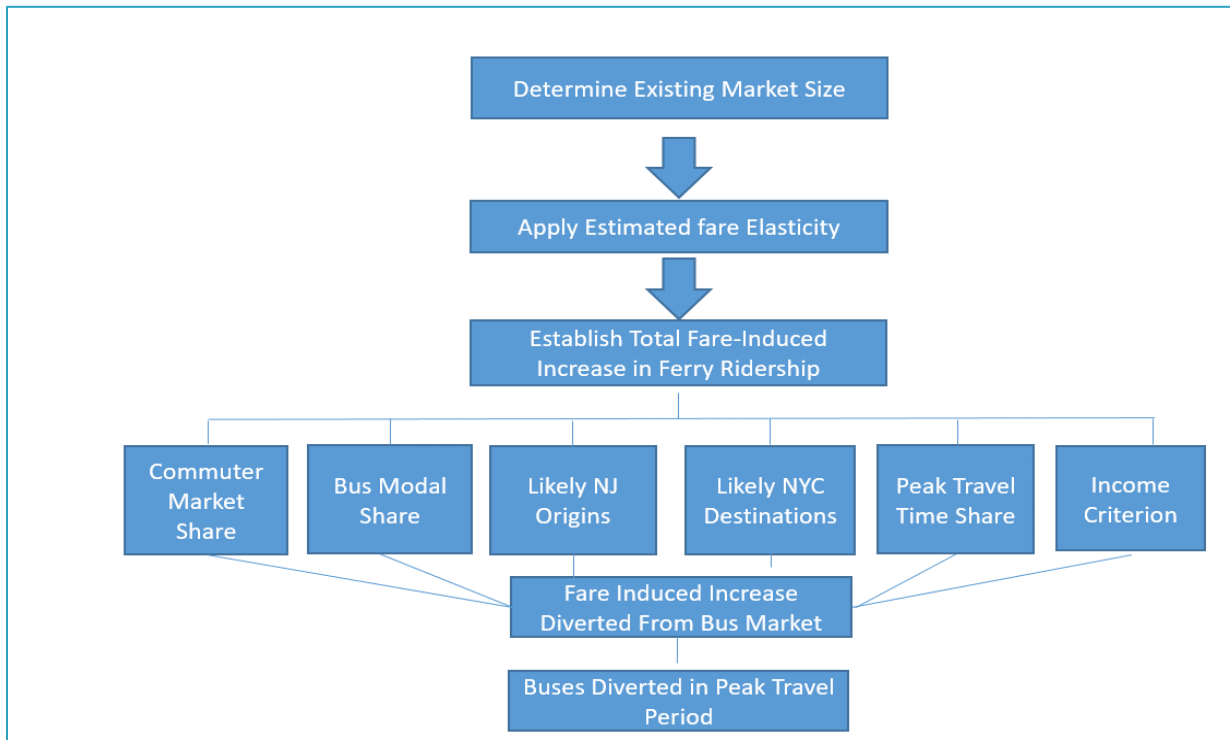 Determine Existing Market Size
Apply Estimated fare Elasticity
Establish Total Fare-Induced
Increase in Ferry Ridership
Commuter
Market
Share
Bus Modal
Share
Likely NJ
Origins
Likely NYC
Destinations
Peak Travel
Time Share
Income
Criterion
Fare Induced Increase
Diverted From Bus Market
Buses Diverted in Peak Travel
Period